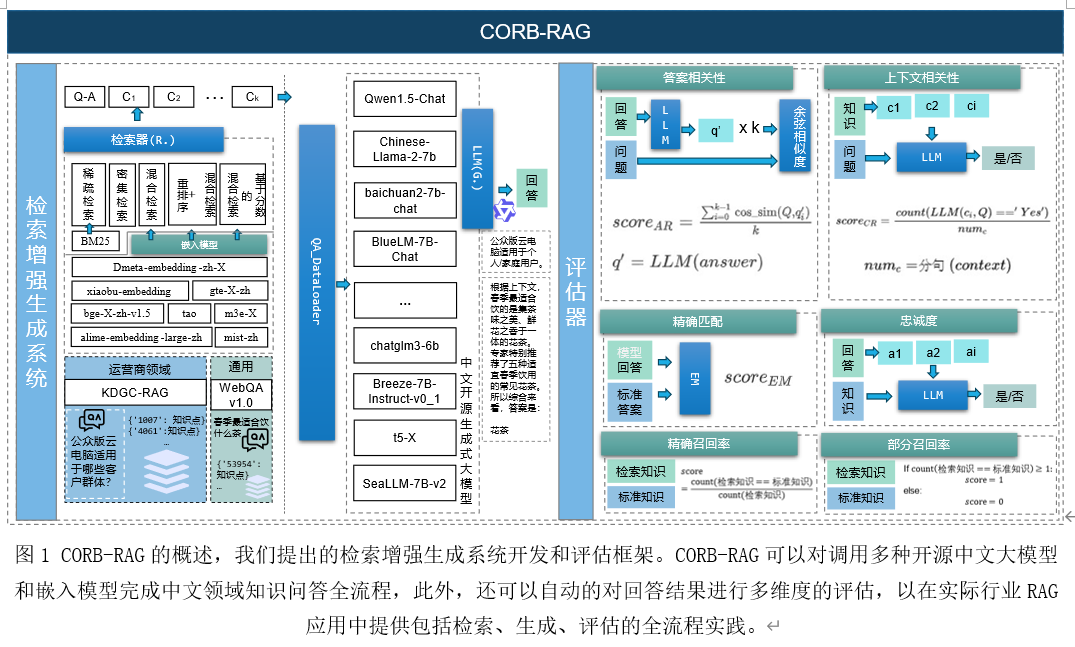 CORB-RAG
检索增强生成系统
Q-A
C₁
C₂
...
Cₖ
检索器(R.)
稀疏检索
密集检索
混合检索
重排序+混合检索
混合检索的基于分数
BM25
嵌入模型
Dmeta-embedding -zh-X
xiaobu-embedding
gte-X-zh
bge-X-zh-v1.5
tao
m3e-X
alime-embedding -large-zh
mist-zh
运营商领域
KDGC-RAG
QA
公众版云
电脑适用
于哪些客
户群体？
{'1007': 知识点}
{'4061':知识点}
...
通用
WebQA
v1.0
春季最适合饮
什么茶
QA
{'53954':
知识点}
...
QA_DataLoader
Qwen1.5-Chat
Chinese-
Llama-2-7b
baichuan2-7b-
chat
BlueLM-7B-
Chat
...
chatglm3-6b
Breeze-7B-
Instruct-v0_1
t5-X
SeaLLM-7B-v2
中文开源生成式大模型
LLM(G.)
回答
公众版云电
脑适用于个
人/家庭用户。
根据上下文，
春季最适合
饮的是集茶
味之美、鲜
花之香于一
体的花茶。
专家特别推
荐了五种适
宜春季饮用
的常见花茶。
所以综合来
看，答案是：
花茶
评估器
答案相关性
回答
问题
LLM
q'
x k
余弦相似度
score_AR = ∑_{i=0}^{k-1} cos_sim(Q,q'_i) / k
q' = LLM(answer)
上下文相关性
知识
c1
c2
ci
问题
LLM
是/否
score_CR = count(LLM(c_i, Q) ==' Yes') / num_c
num_c =分句 (context)
精确匹配
模型
回答
标准
答案
EM
score_EM
忠诚度
回答
a1
a2
ai
知识
LLM
是/否
精确召回率
检索知识
标准知识
score
= count(检索知识 == 标准知识) / count(检索知识)
部分召回率
检索知识
标准知识
If count(检索知识 == 标准知识) ≥ 1:
score = 1
else:
score = 0
图 1 CORB-RAG 的概述，我们提出的检索增强生成系统开发和评估框架。CORB-RAG 可以对调用多种开源中文大模型
和嵌入模型完成中文领域知识问答全流程，此外，还可以自动的对回答结果进行多维度的评估，以在实际行业 RAG
应用中提供包括检索、生成、评估的全流程实践。